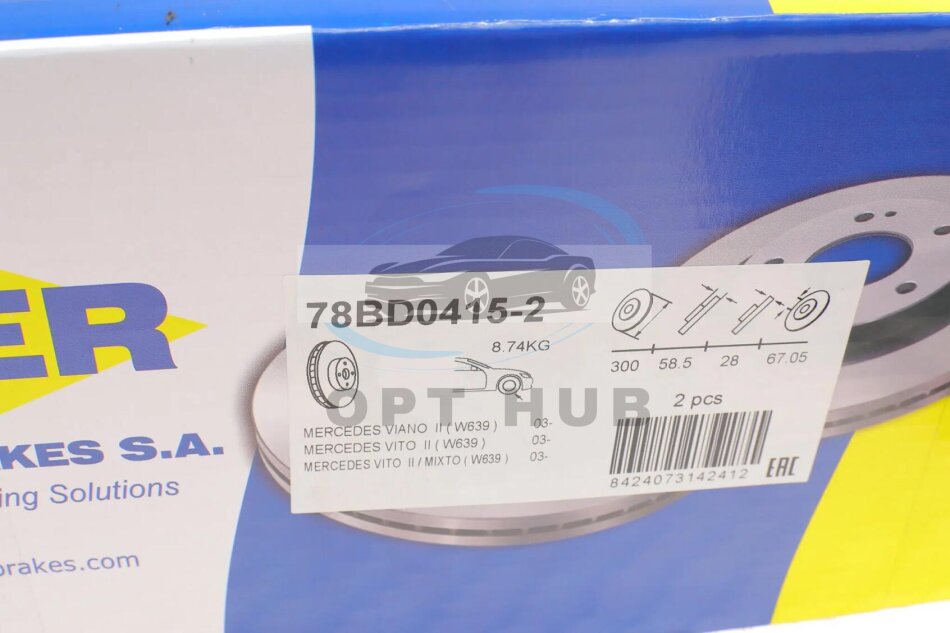 ER
KES S.A.
ing Solutions
brakes.com
78BD0415-2
8.74KG
300 58.5 28 67.05
2 pcs
MERCEDES VIANO II ( W639 ) 03-
MERCEDES VITO II ( W639 ) 03-
MERCEDES VITO II / MIXTO ( W639 ) 03-
8424073142412
EAC
OPT HUB